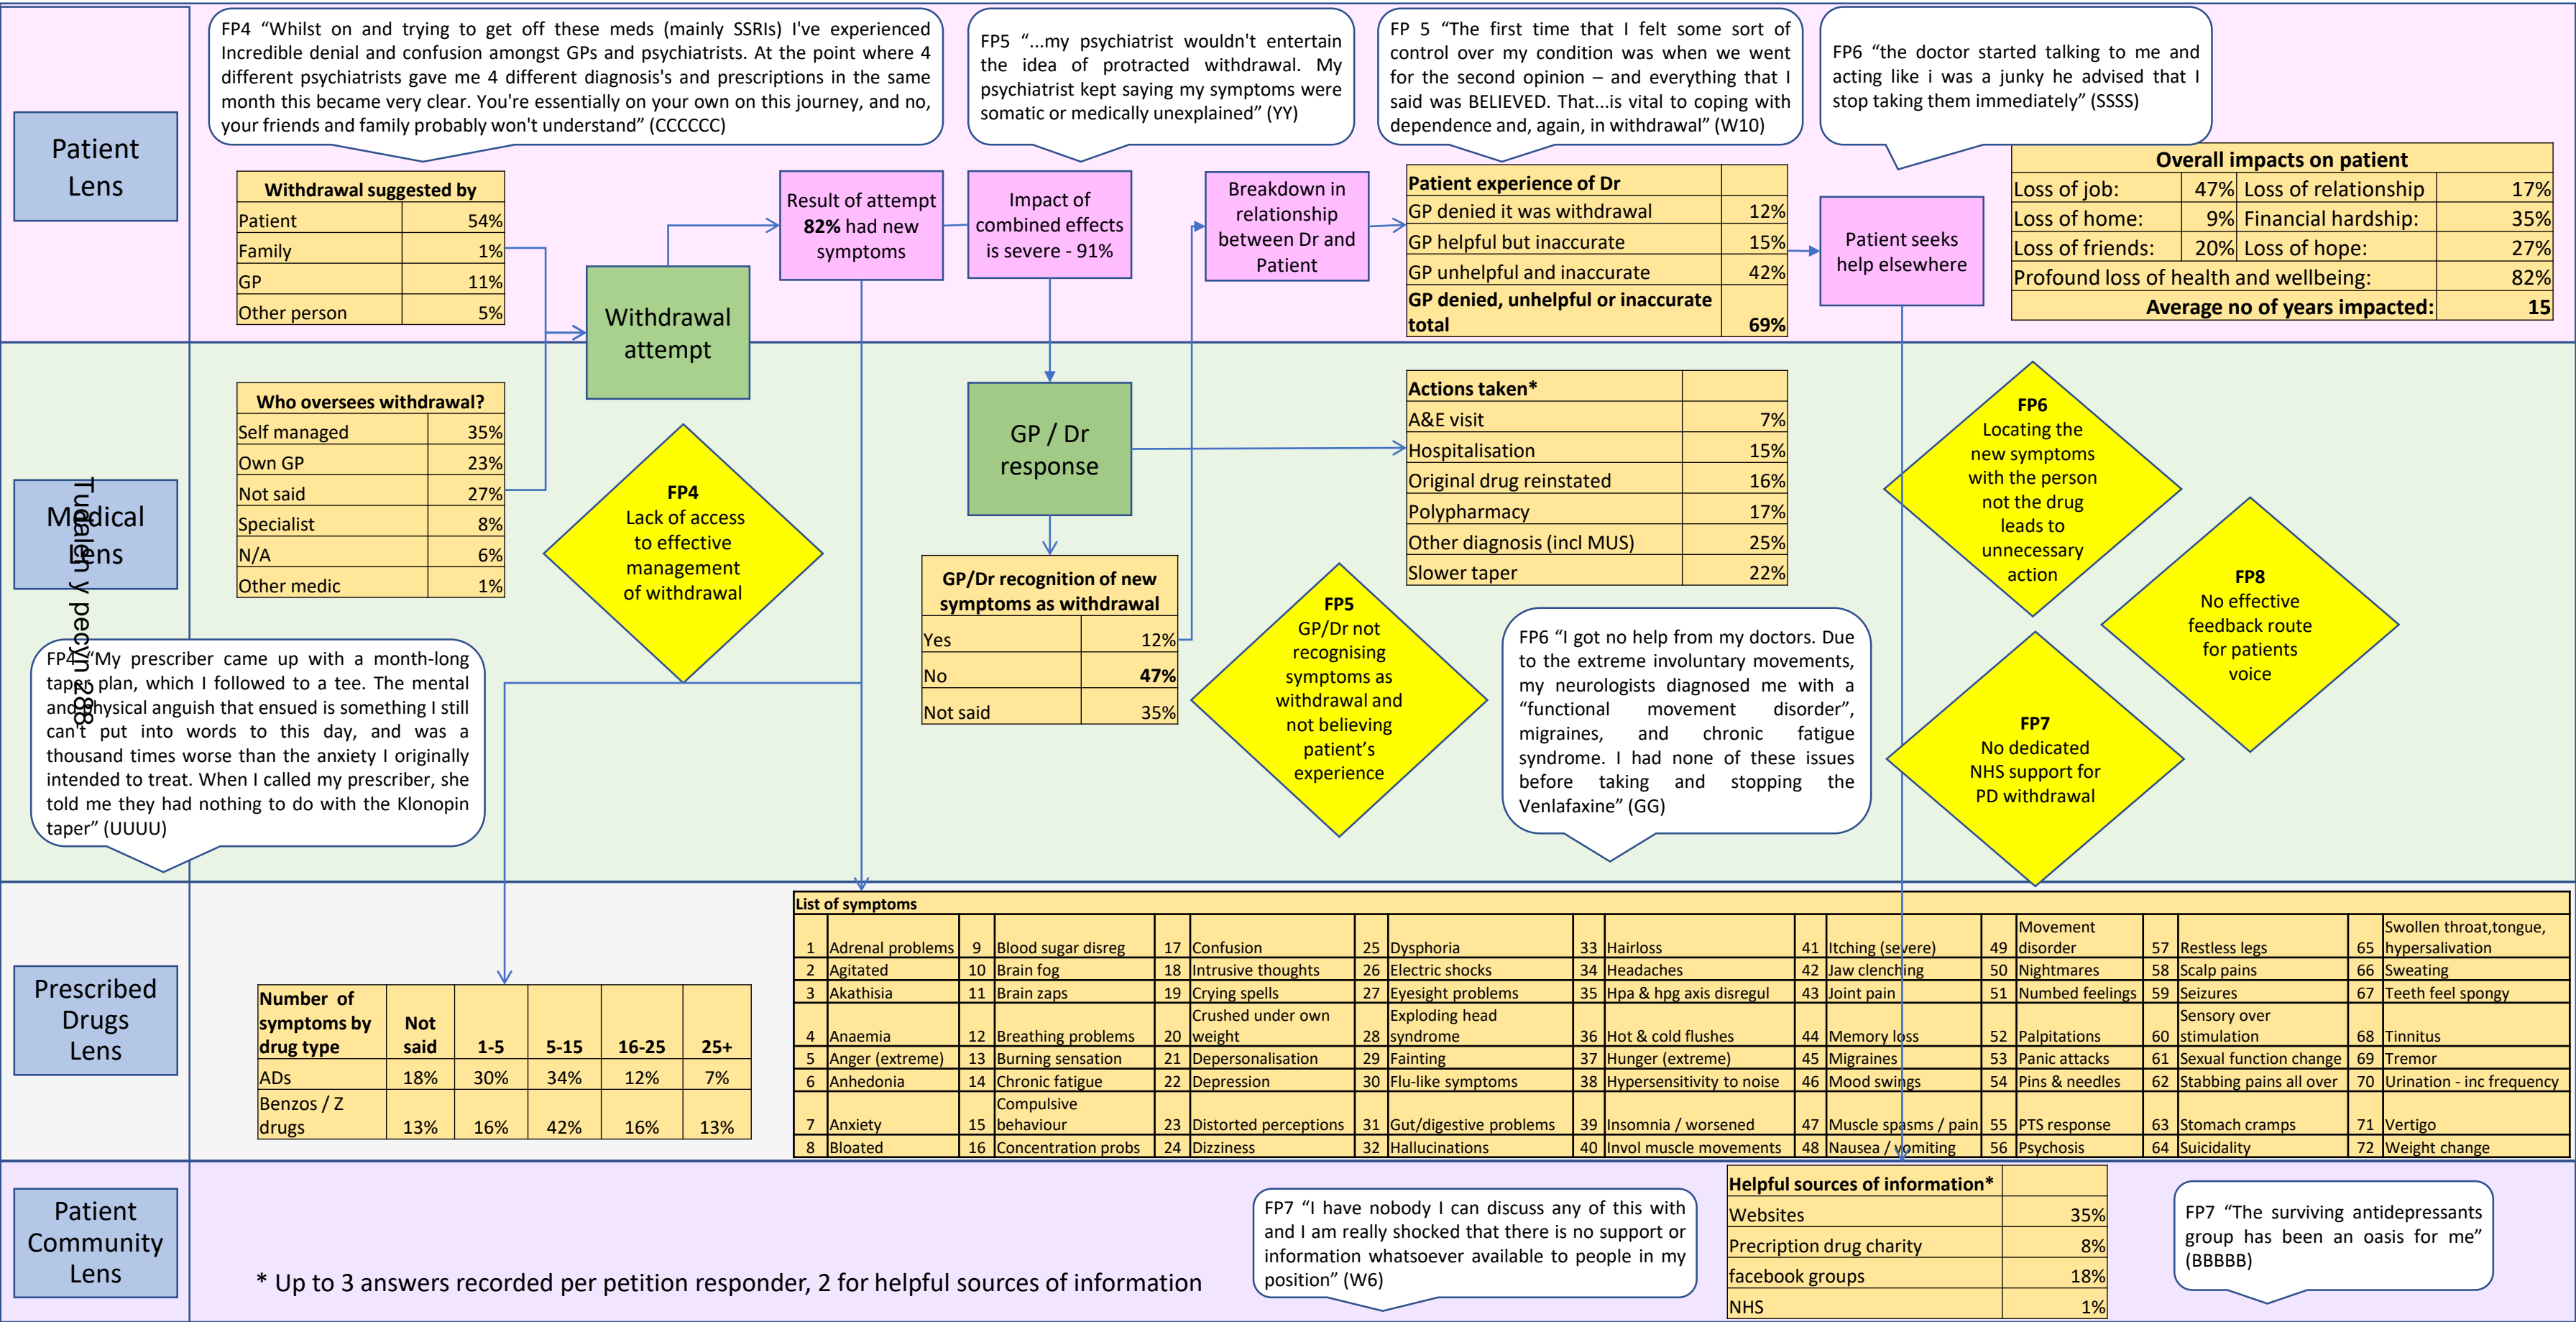 FP4 “Whilst on and trying to get off these meds (mainly SSRIs) I've experienced
Incredible denial and confusion amongst GPs and psychiatrists. At the point where 4
different psychiatrists gave me 4 different diagnosis's and prescriptions in the same
month this became very clear. You're essentially on your own on this journey, and no,
your friends and family probably won't understand” (CCCCCC)
FP5 “...my psychiatrist wouldn't entertain
the idea of protracted withdrawal. My
psychiatrist kept saying my symptoms were
somatic or medically unexplained” (YY)
FP 5 “The first time that I felt some sort of
control over my condition was when we went
for the second opinion – and everything that I
said was BELIEVED. That...is vital to coping with
dependence and, again, in withdrawal” (W10)
FP6 “the doctor started talking to me and
acting like i was a junky he advised that I
stop taking them immediately” (SSSS)
Patient
Lens
Withdrawal suggested by
Patient 54%
Family 1%
GP 11%
Other person 5%
Withdrawal
attempt
Result of attempt
82% had new
symptoms
Impact of
combined effects
is severe - 91%
Breakdown in
relationship
between Dr and
Patient
Patient experience of Dr
GP denied it was withdrawal 12%
GP helpful but inaccurate 15%
GP unhelpful and inaccurate 42%
GP denied, unhelpful or inaccurate
total 69%
Patient seeks
help elsewhere
Overall impacts on patient
Loss of job: 47% Loss of relationship 17%
Loss of home: 9% Financial hardship: 35%
Loss of friends: 20% Loss of hope: 27%
Profound loss of health and wellbeing: 82%
Average no of years impacted: 15
Medical
Lens
Tudalen y pecyn 288
Who oversees withdrawal?
Self managed 35%
Own GP 23%
Not said 27%
Specialist 8%
N/A 6%
Other medic 1%
FP4
Lack of access
to effective
management
of withdrawal
GP / Dr
response
GP/Dr recognition of new
symptoms as withdrawal
Yes 12%
No 47%
Not said 35%
FP5
GP/Dr not
recognising
symptoms as
withdrawal and
not believing
patient’s
experience
Actions taken*
A&E visit 7%
Hospitalisation 15%
Original drug reinstated 16%
Polypharmacy 17%
Other diagnosis (incl MUS) 25%
Slower taper 22%
FP6 “I got no help from my doctors. Due
to the extreme involuntary movements,
my neurologists diagnosed me with a
“functional movement disorder”,
migraines, and chronic fatigue
syndrome. I had none of these issues
before taking and stopping the
Venlafaxine” (GG)
FP6
Locating the
new symptoms
with the person
not the drug
leads to
unnecessary
action
FP8
No effective
feedback route
for patients
voice
FP7
No dedicated
NHS support for
PD withdrawal
FP4 “My prescriber came up with a month-long
taper plan, which I followed to a tee. The mental
and physical anguish that ensued is something I still
can't put into words to this day, and was a
thousand times worse than the anxiety I originally
intended to treat. When I called my prescriber, she
told me they had nothing to do with the Klonopin
taper” (UUUU)
Prescribed
Drugs
Lens
Number of
symptoms by
drug type Not said 1-5 5-15 16-25 25+
ADs 18% 30% 34% 12% 7%
Benzos / Z
drugs 13% 16% 42% 16% 13%
List of symptoms
1 Adrenal problems 9 Blood sugar disreg 17 Confusion 25 Dysphoria 33 Hairloss 41 Itching (severe) 49 Movement disorder 57 Restless legs 65 Swollen throat,tongue, hypersalivation
2 Agitated 10 Brain fog 18 Intrusive thoughts 26 Electric shocks 34 Headaches 42 Jaw clenching 50 Nightmares 58 Scalp pains 66 Sweating
3 Akathisia 11 Brain zaps 19 Crying spells 27 Eyesight problems 35 Hpa & hpg axis disregul 43 Joint pain 51 Numbed feelings 59 Seizures 67 Teeth feel spongy
4 Anaemia 12 Breathing problems 20 Crushed under own weight 28 Exploding head syndrome 36 Hot & cold flushes 44 Memory loss 52 Palpitations 60 Sensory over stimulation 68 Tinnitus
5 Anger (extreme) 13 Burning sensation 21 Depersonalisation 29 Fainting 37 Hunger (extreme) 45 Migraines 53 Panic attacks 61 Sexual function change 69 Tremor
6 Anhedonia 14 Chronic fatigue 22 Depression 30 Flu-like symptoms 38 Hypersensitivity to noise 46 Mood swings 54 Pins & needles 62 Stabbing pains all over 70 Urination - inc frequency
7 Anxiety 15 Compulsive behaviour 23 Distorted perceptions 31 Gut/digestive problems 39 Insomnia / worsened 47 Muscle spasms / pain 55 PTS response 63 Stomach cramps 71 Vertigo
8 Bloated 16 Concentration probs 24 Dizziness 32 Hallucinations 40 Invol muscle movements 48 Nausea / vomiting 56 Psychosis 64 Suicidality 72 Weight change
Patient
Community
Lens
* Up to 3 answers recorded per petition responder, 2 for helpful sources of information
FP7 “I have nobody I can discuss any of this with
and I am really shocked that there is no support or
information whatsoever available to people in my
position” (W6)
Helpful sources of information*
Websites 35%
Precription drug charity 8%
facebook groups 18%
NHS 1%
FP7 “The surviving antidepressants
group has been an oasis for me”
(BBBBB)